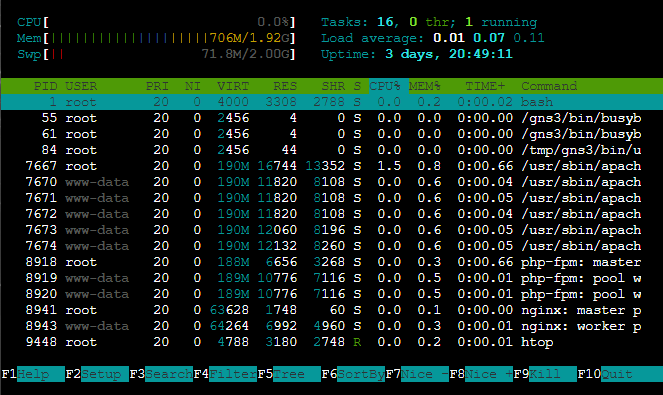 CPU[ 0.0%] Tasks: 16, 0 thr; 1 running
Mem[||||||||||||||||||||706M/1.92G] Load average: 0.01 0.07 0.11
Swp[|| 71.8M/2.00G] Uptime: 3 days, 20:49:11
PID USER PRI NI VIRT RES SHR S CPU% MEM% TIME+ Command
1 root 20 0 4000 3308 2788 S 0.0 0.2 0:00.02 bash
55 root 20 0 2456 4 0 S 0.0 0.0 0:00.00 /gns3/bin/busyb
61 root 20 0 2456 4 0 S 0.0 0.0 0:00.00 /gns3/bin/busyb
84 root 20 0 2456 44 0 S 0.0 0.0 0:00.00 /tmp/gns3/bin/u
7667 root 20 0 190M 16744 13352 S 1.5 0.8 0:00.66 /usr/sbin/apach
7670 www-data 20 0 190M 11820 8108 S 0.0 0.6 0:00.04 /usr/sbin/apach
7671 www-data 20 0 190M 11820 8108 S 0.0 0.6 0:00.05 /usr/sbin/apach
7672 www-data 20 0 190M 11820 8108 S 0.0 0.6 0:00.04 /usr/sbin/apach
7673 www-data 20 0 190M 12060 8196 S 0.0 0.6 0:00.05 /usr/sbin/apach
7674 www-data 20 0 190M 12132 8260 S 0.0 0.6 0:00.05 /usr/sbin/apach
8918 root 20 0 188M 6656 3268 S 0.0 0.3 0:00.66 php-fpm: master
8919 www-data 20 0 189M 10776 7116 S 0.0 0.5 0:00.01 php-fpm: pool w
8920 www-data 20 0 189M 10776 7116 S 0.0 0.5 0:00.01 php-fpm: pool w
8941 root 20 0 63628 1748 60 S 0.0 0.1 0:00.00 nginx: master p
8943 www-data 20 0 64264 6992 4960 S 0.0 0.3 0:00.01 nginx: worker p
9448 root 20 0 4788 3180 2748 R 0.0 0.2 0:00.02 htop
F1Help F2Setup F3SearchF4FilterF5Tree F6SortByF7Nice -F8Nice +F9Kill F10Quit